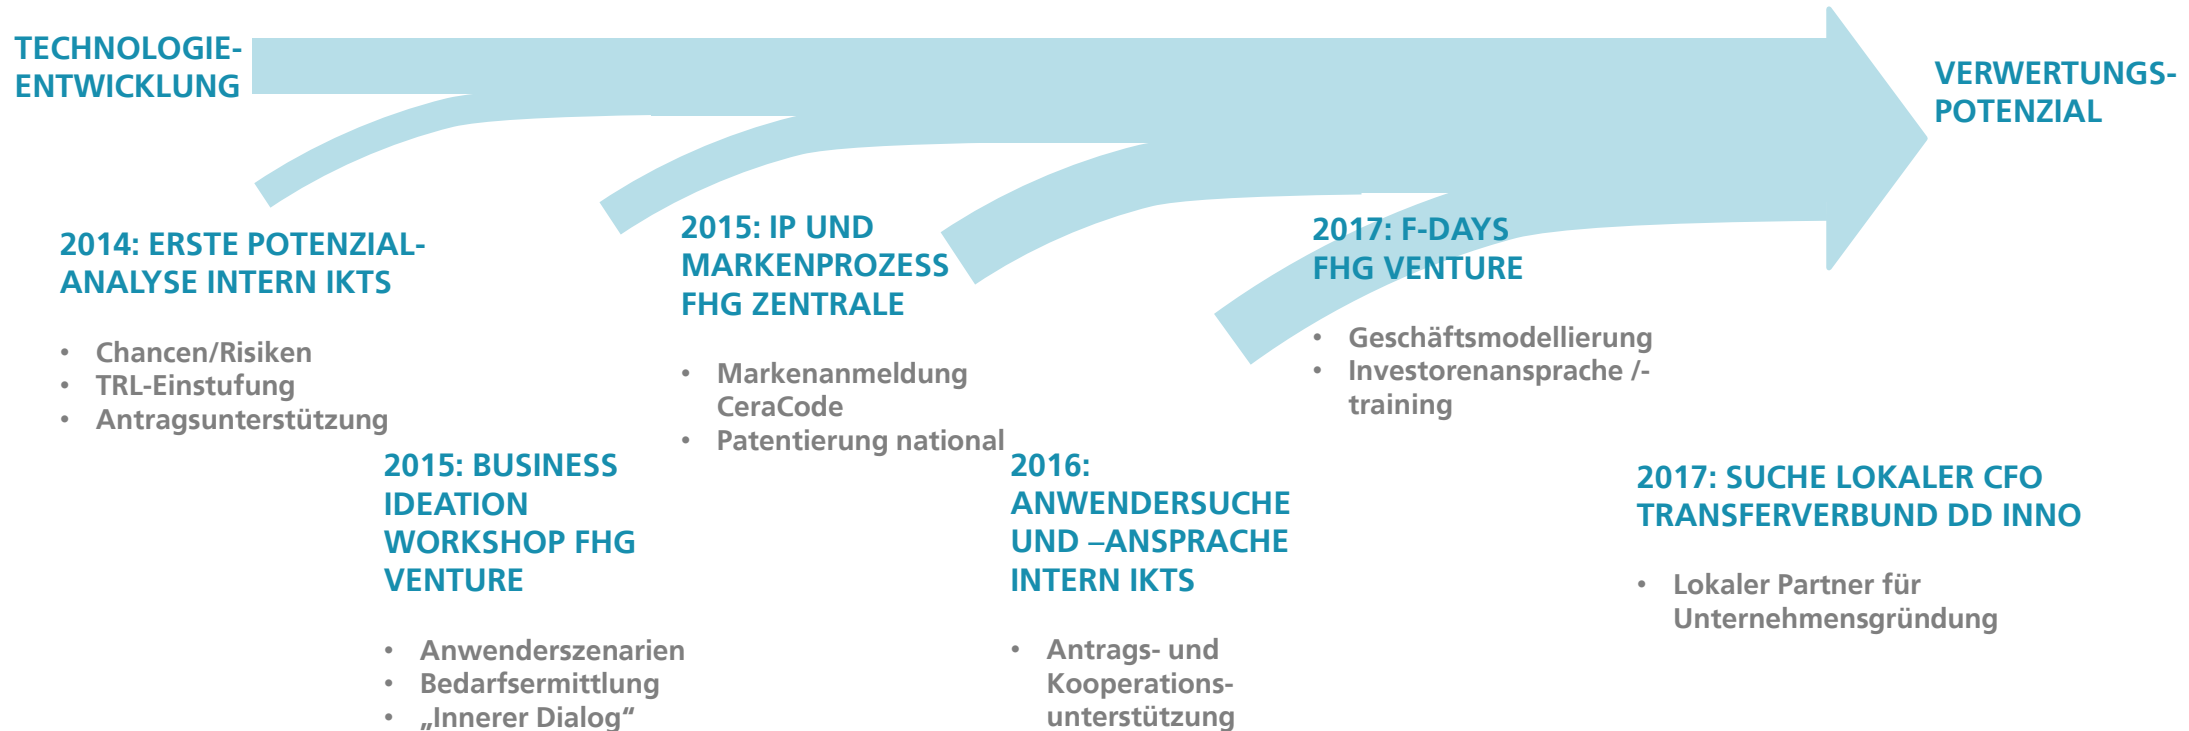 TECHNOLOGIE-
ENTWICKLUNG
VERWERTUNGS-
POTENZIAL
2014: ERSTE POTENZIAL-
ANALYSE INTERN IKTS
• Chancen/Risiken
• TRL-Einstufung
• Antragsunterstützung
2015: BUSINESS
IDEATION
WORKSHOP FHG
VENTURE
• Anwenderszenarien
• Bedarfsermittlung
• „Innerer Dialog“
2015: IP UND
MARKENPROZESS
FHG ZENTRALE
• Markenanmeldung
CeraCode
• Patentierung national
2016:
ANWENDERSUCHE
UND –ANSPRACHE
INTERN IKTS
• Antrags- und
Kooperations-
unterstützung
2017: F-DAYS
FHG VENTURE
• Geschäftsmodellierung
• Investorenansprache /-
training
2017: SUCHE LOKALER CFO
TRANSFERVERBUND DD INNO
• Lokaler Partner für
Unternehmensgründung